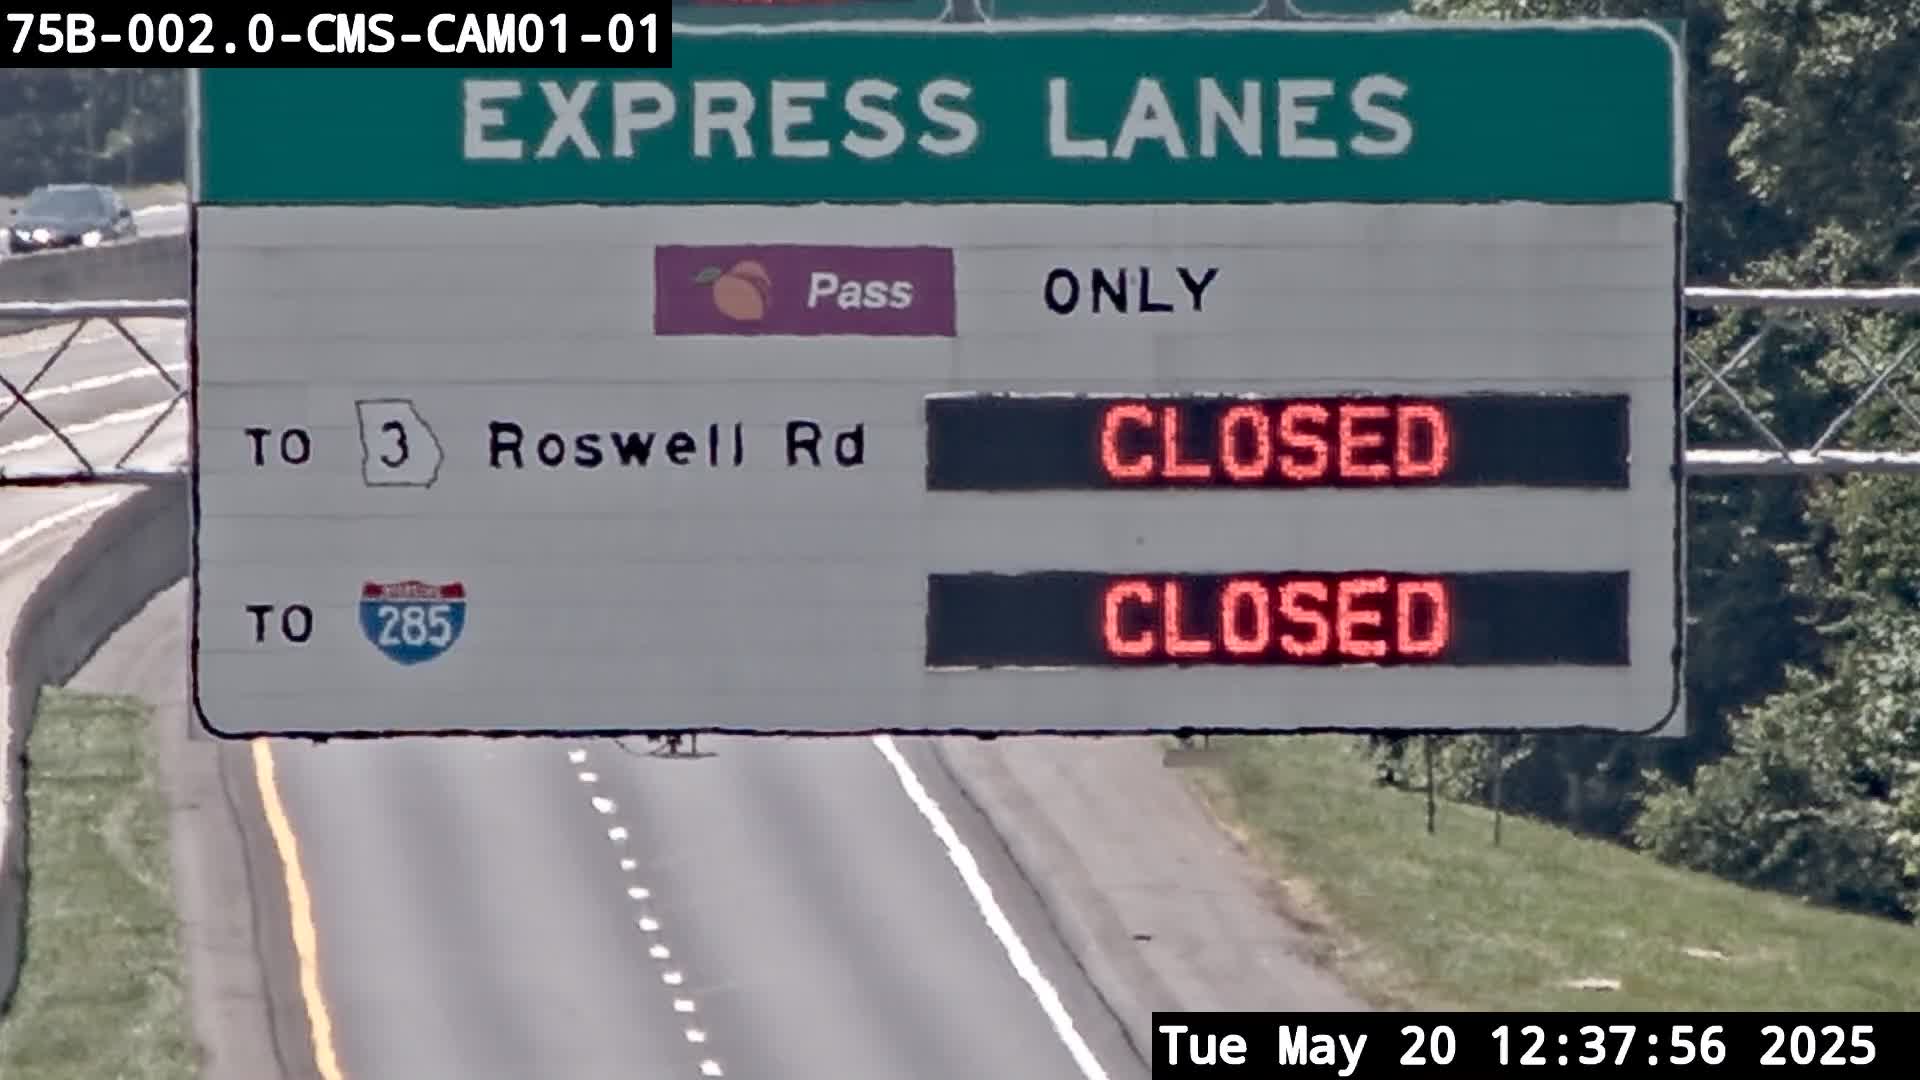 75B-002.0-CMS-CAM01-01
EXPRESS LANES
Pass ONLY
TO 3 Roswell Rd CLOSED
TO 285 CLOSED
Tue May 20 12:37:56 2025